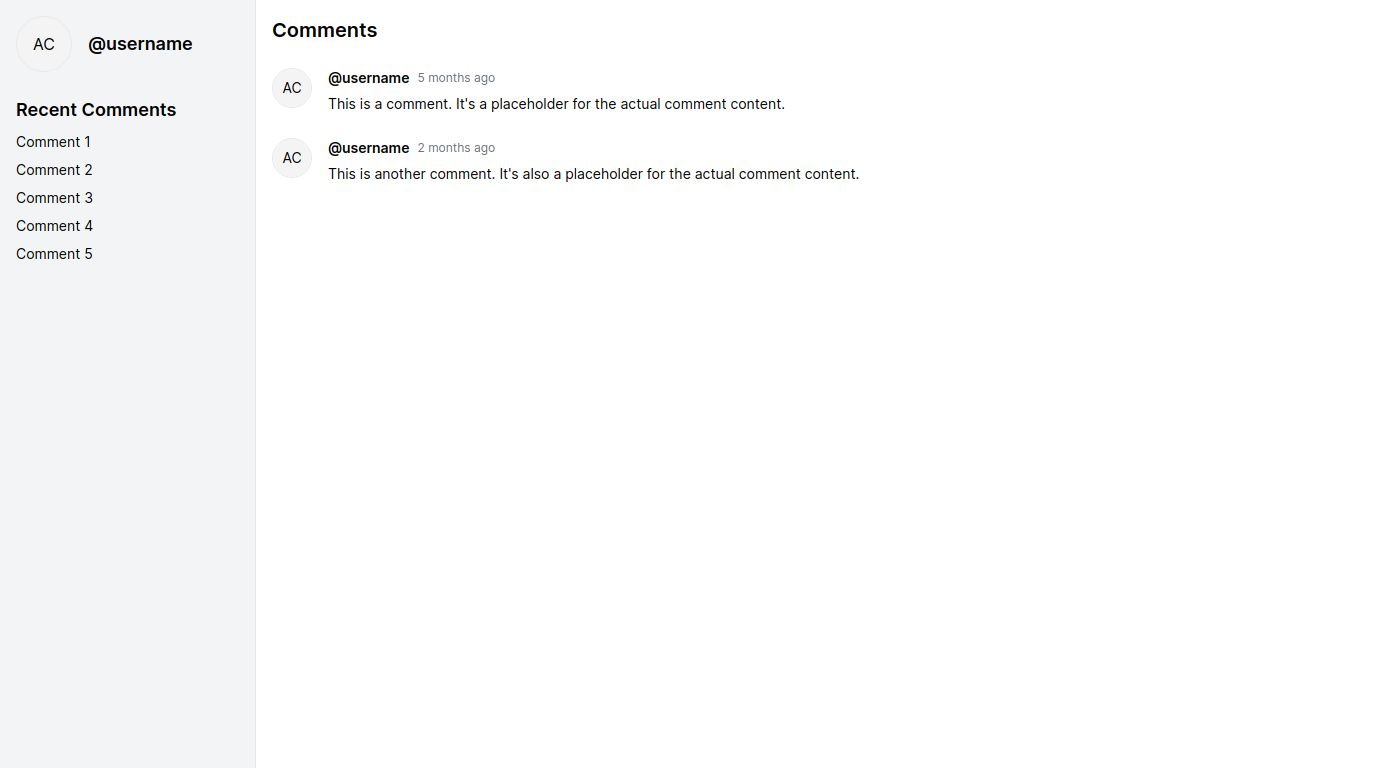 AC
@username
Recent Comments
Comment 1
Comment 2
Comment 3
Comment 4
Comment 5
Comments
AC
@username 5 months ago
This is a comment. It's a placeholder for the actual comment content.
AC
@username 2 months ago
This is another comment. It's also a placeholder for the actual comment content.